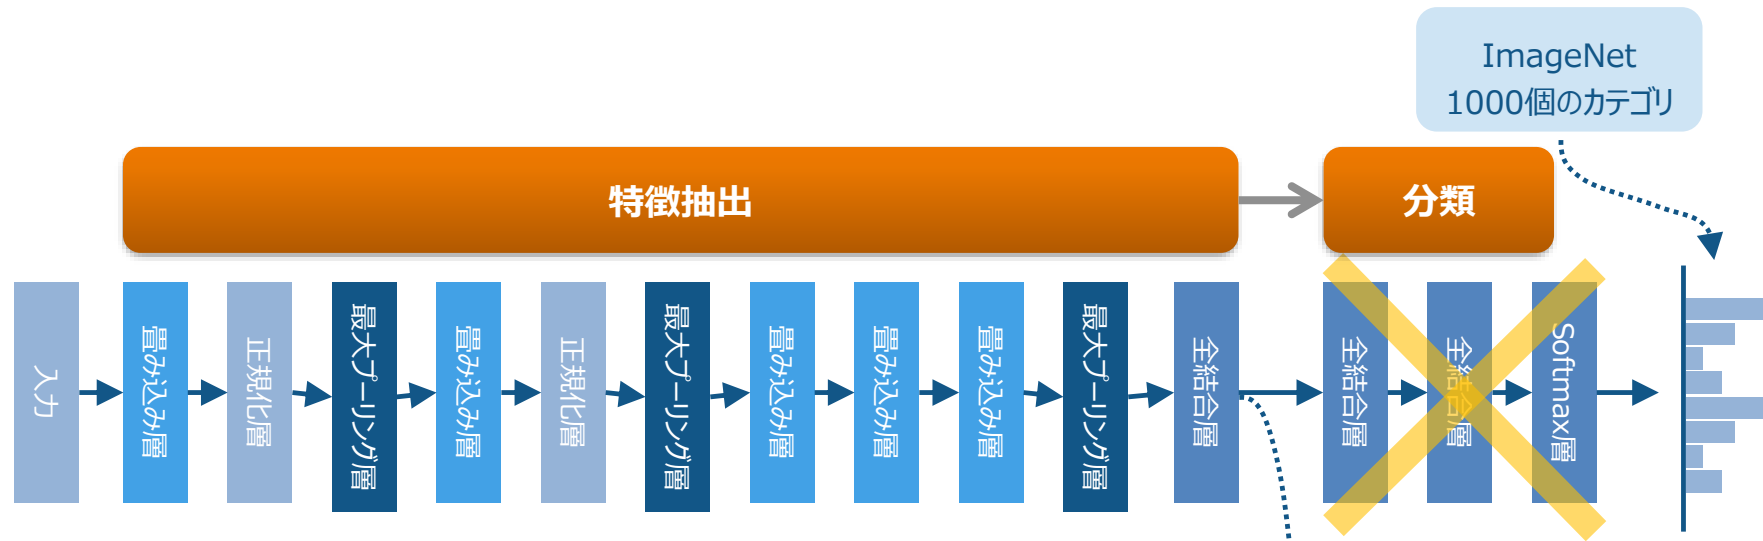 ImageNet
1000個のカテゴリ
特徴抽出
分類
入力
畳み込み層
正規化層
最大プーリング層
畳み込み層
正規化層
最大プーリング層
畳み込み層
畳み込み層
畳み込み層
最大プーリング層
全結合層
全結合層
全結合層
Softmax層